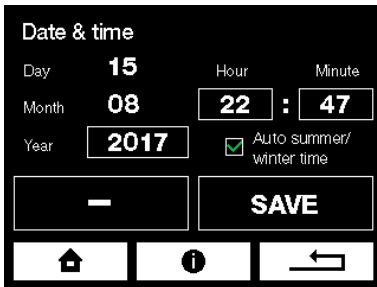 Date & time
Day 15 Hour Minute
Month 08 22 : 47
Year 2017 Auto summer/
winter time
– SAVE
i